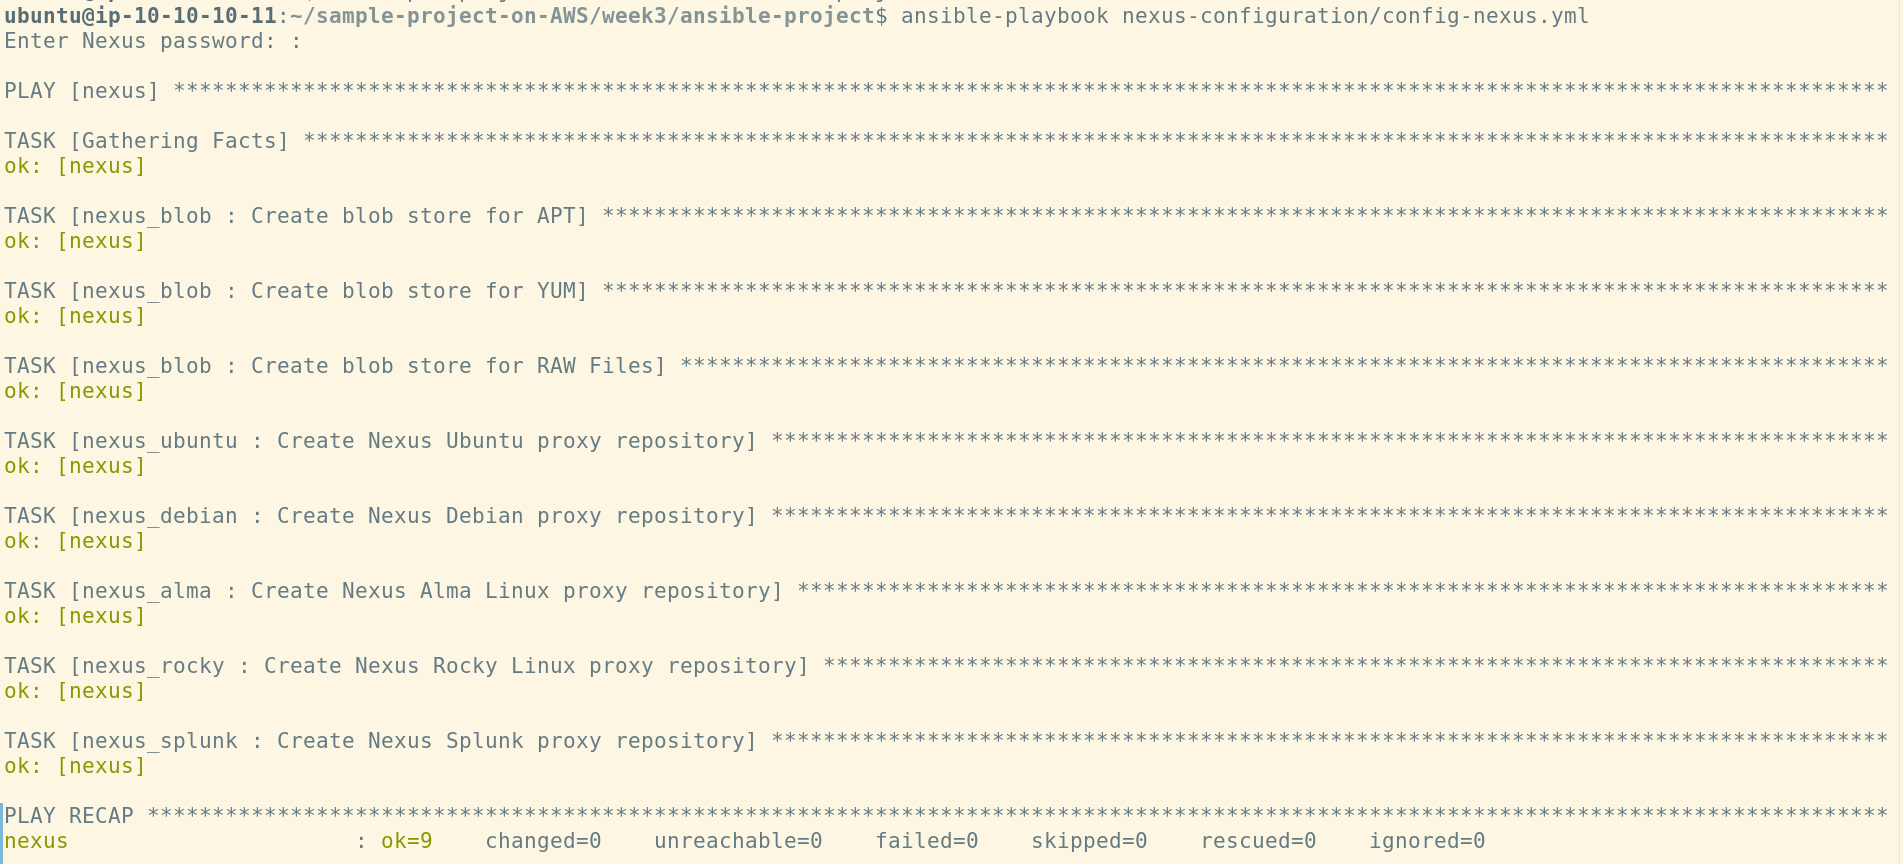 ubuntu@ip-10-10-10-11:~/sample-project-on-AWS/week3/ansible-project$ ansible-playbook nexus-configuration/config-nexus.yml
Enter Nexus password: :
PLAY [nexus] ************************************************************************************************************************************
TASK [Gathering Facts] **************************************************************************************************************************
ok: [nexus]
TASK [nexus_blob : Create blob store for APT] ***************************************************************************************************
ok: [nexus]
TASK [nexus_blob : Create blob store for YUM] ***************************************************************************************************
ok: [nexus]
TASK [nexus_blob : Create blob store for RAW Files] *********************************************************************************************
ok: [nexus]
TASK [nexus_ubuntu : Create Nexus Ubuntu proxy repository] **************************************************************************************
ok: [nexus]
TASK [nexus_debian : Create Nexus Debian proxy repository] **************************************************************************************
ok: [nexus]
TASK [nexus_alma : Create Nexus Alma Linux proxy repository] ************************************************************************************
ok: [nexus]
TASK [nexus_rocky : Create Nexus Rocky Linux proxy repository] **********************************************************************************
ok: [nexus]
TASK [nexus_splunk : Create Nexus Splunk proxy repository] **************************************************************************************
ok: [nexus]
PLAY RECAP **************************************************************************************************************************************
nexus                      : ok=9    changed=0    unreachable=0    failed=0    skipped=0    rescued=0    ignored=0